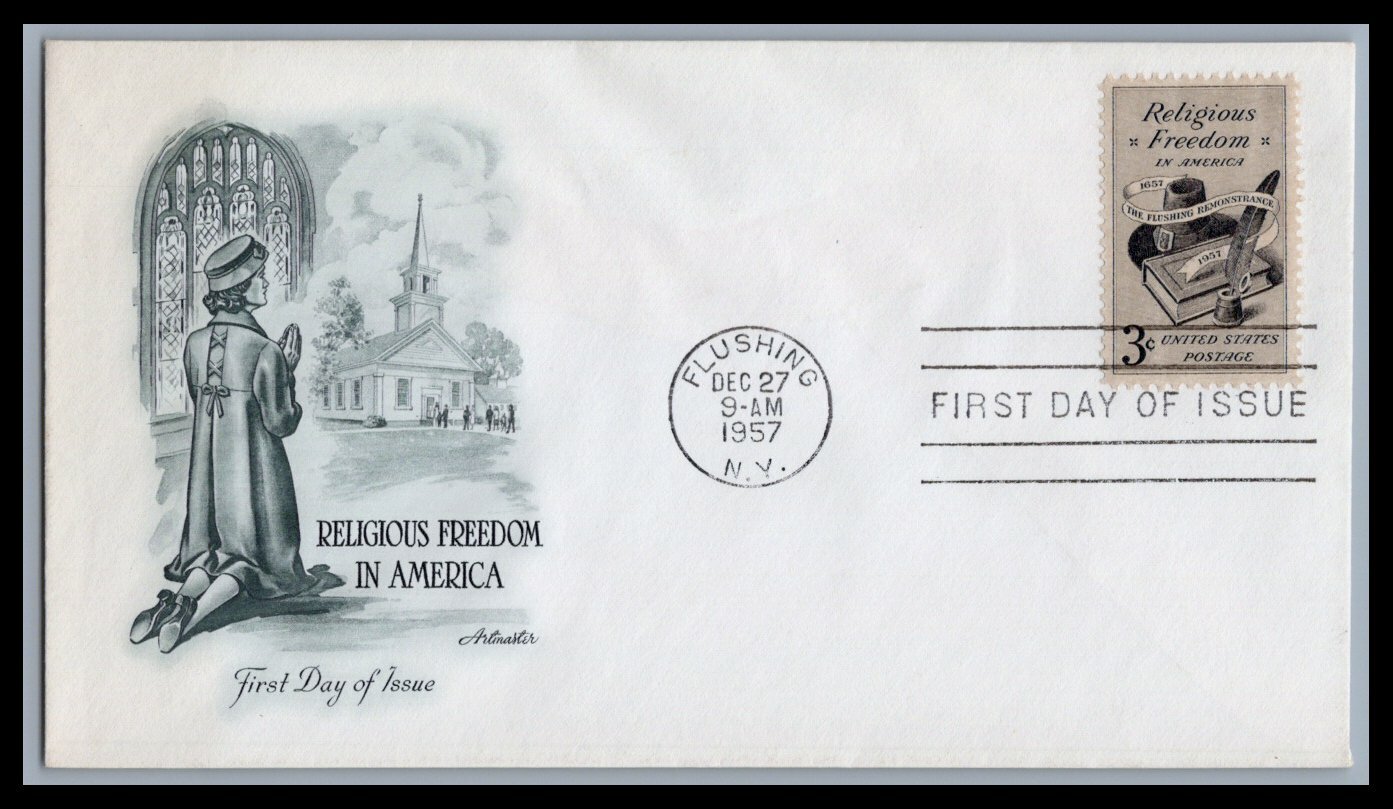 RELIGIOUS FREEDOM
IN AMERICA
Artmaster
First Day of Issue
FLUSHING
DEC 27
9-AM
1957
N.Y.
Religious
Freedom
IN AMERICA
1657
THE FLUSHING REMONSTRANCE
1957
3¢ UNITED STATES
POSTAGE
FIRST DAY OF ISSUE